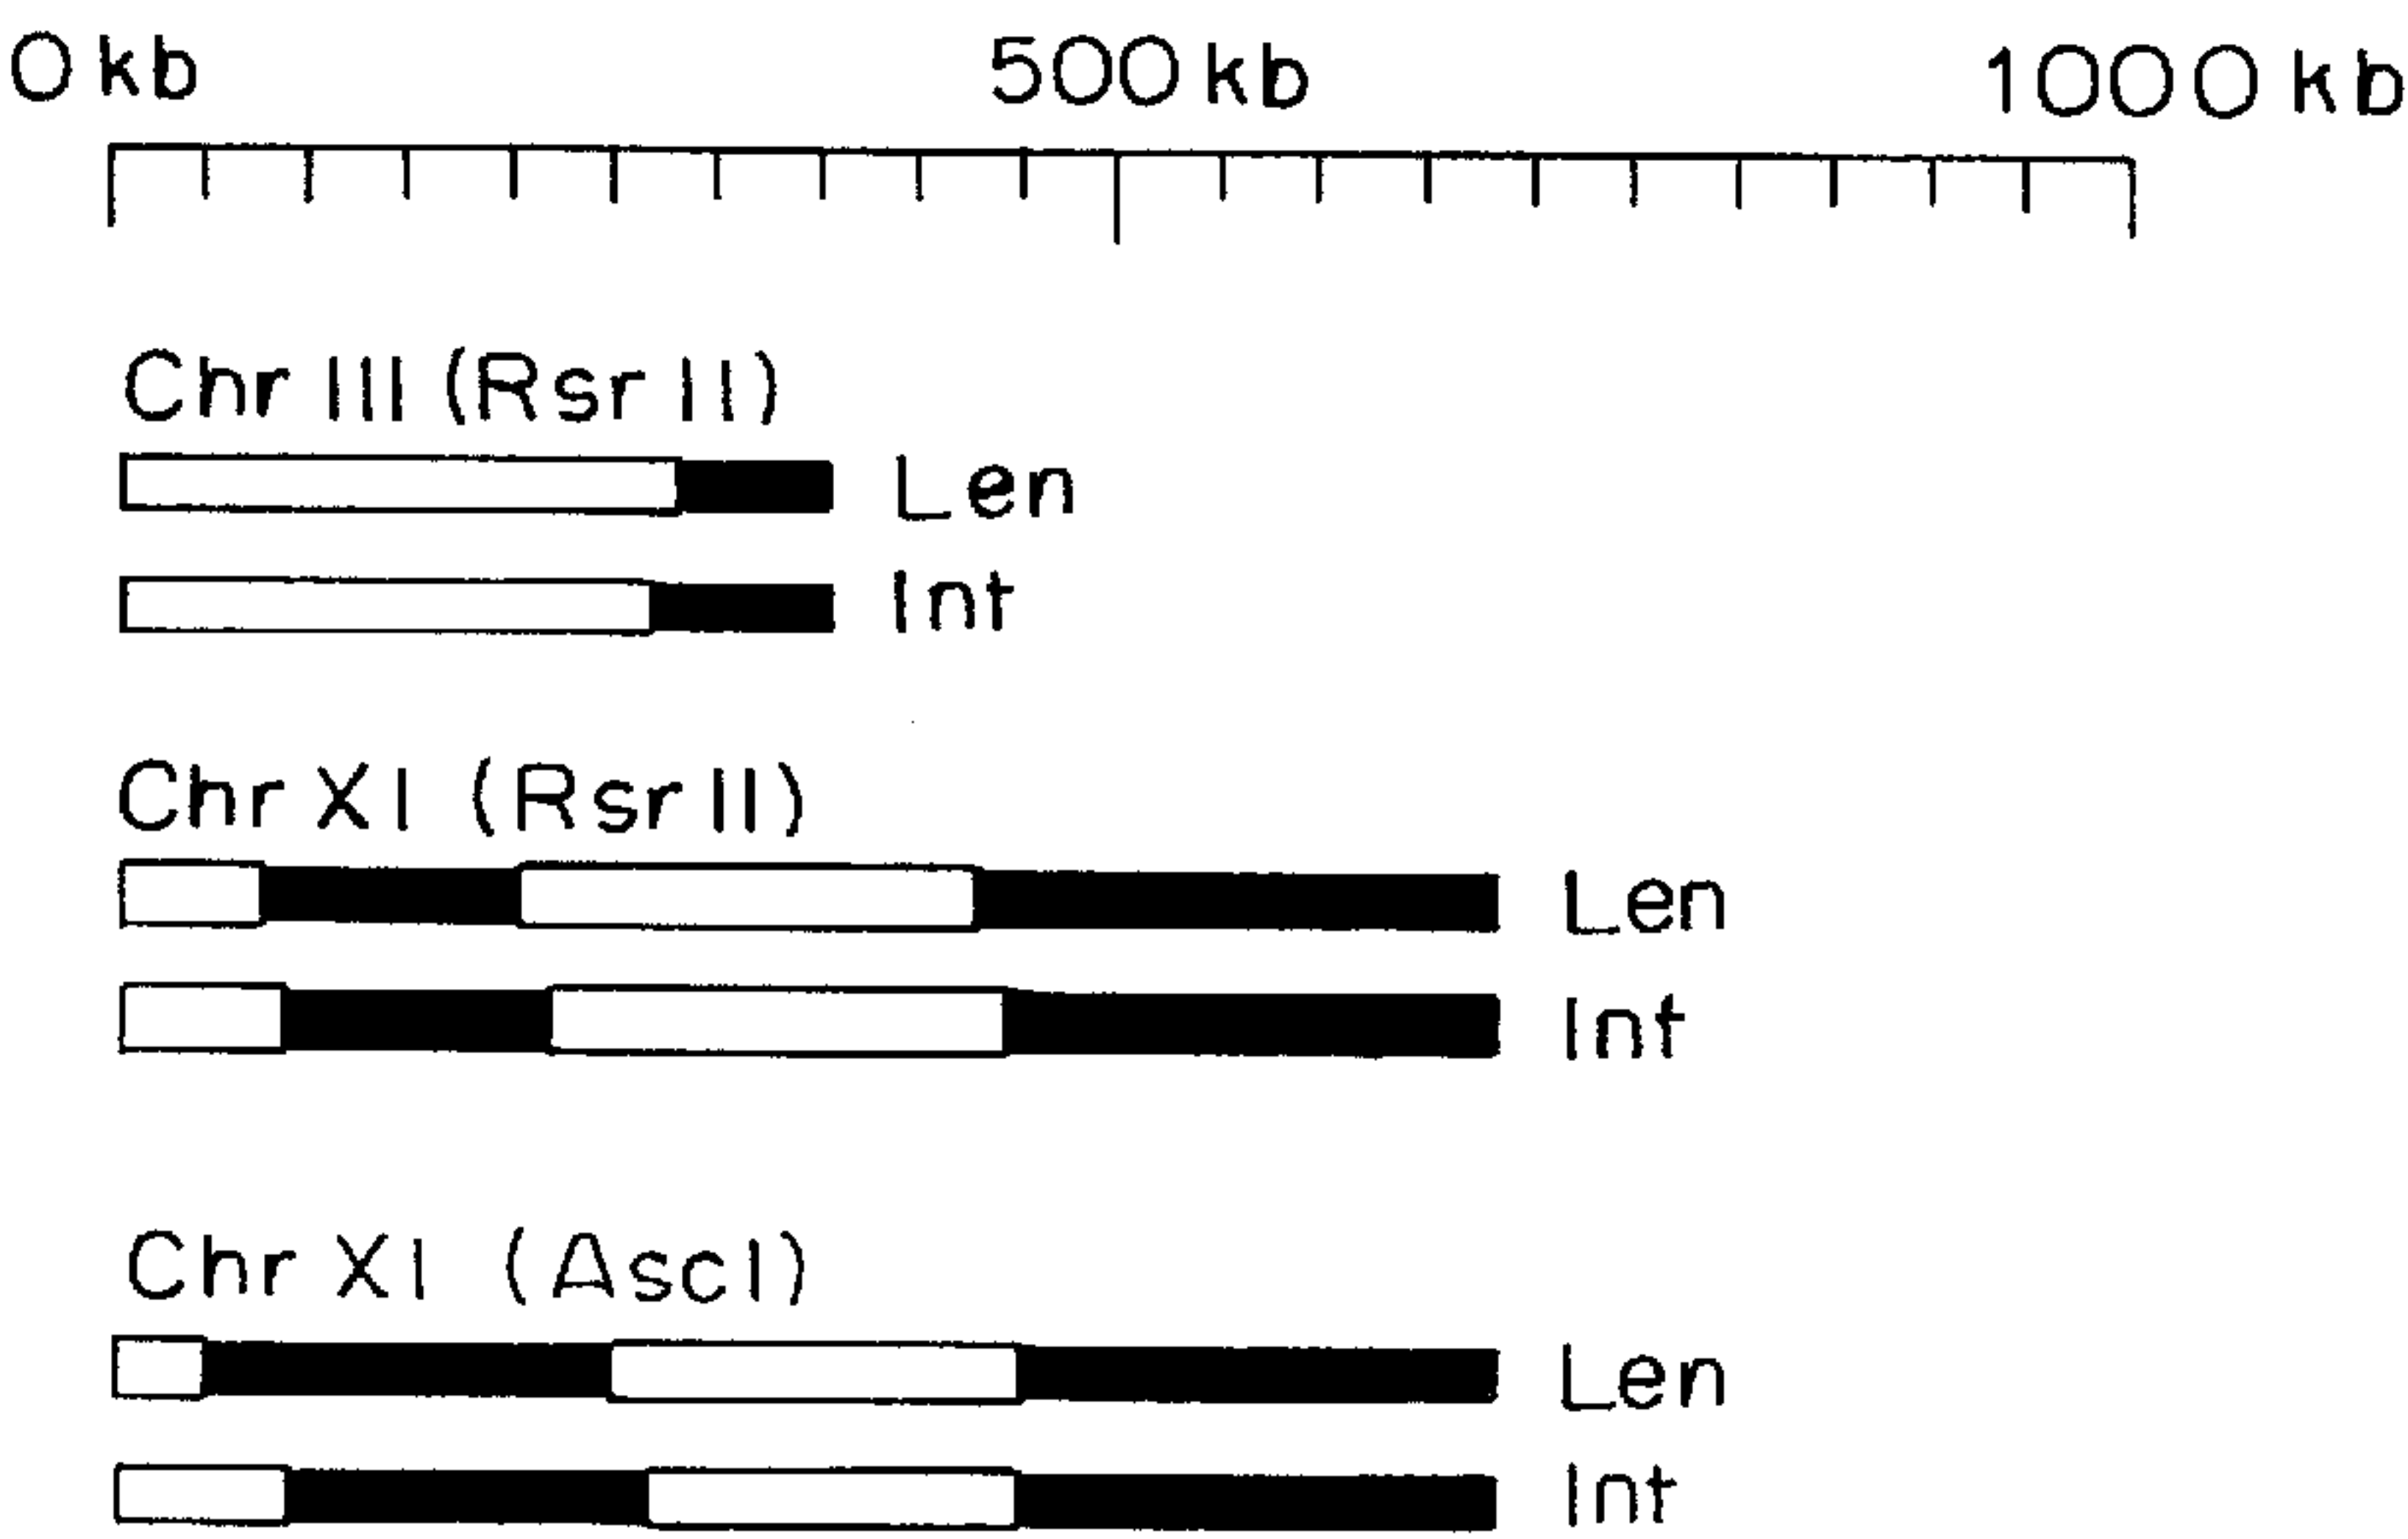 0 kb 500 kb 1000 kb
Chr III (Rsr II)
Len
Int
Chr XI (Rsr II)
Len
Int
Chr XI (Asc I)
Len
Int